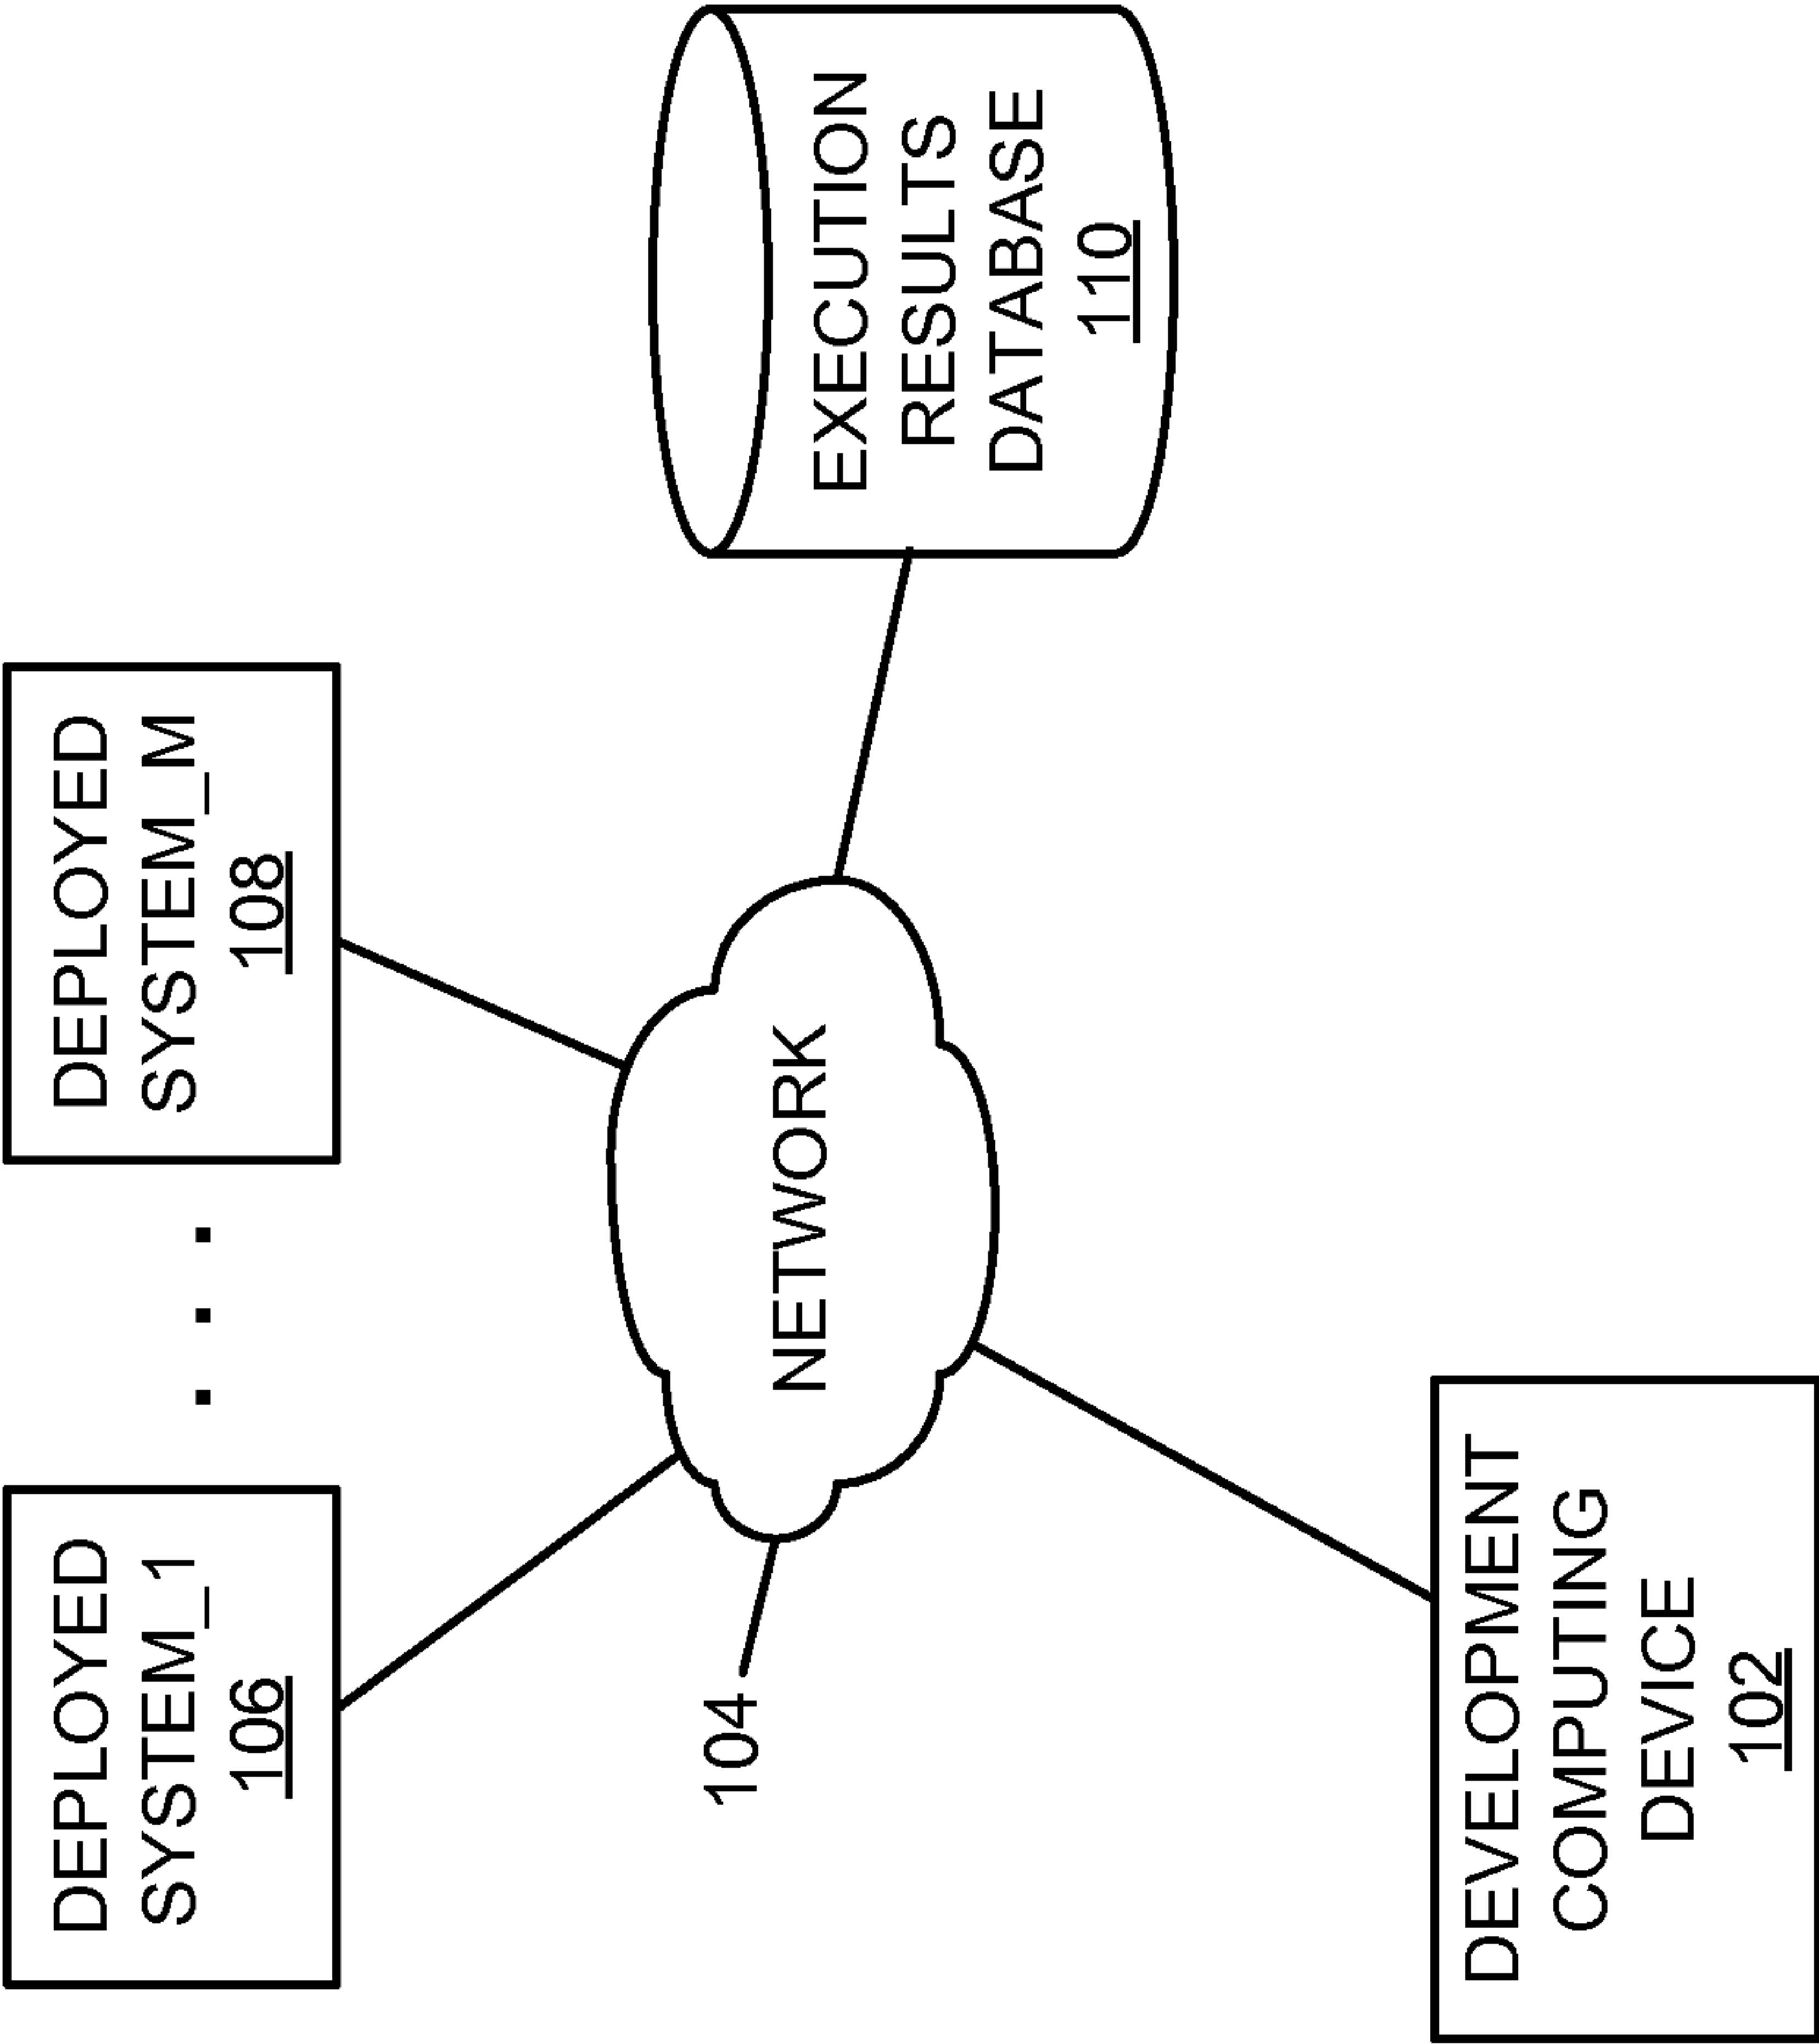 DEPLOYED
SYSTEM_1
106
. . .
DEPLOYED
SYSTEM_M
108
104
NETWORK
EXECUTION
RESULTS
DATABASE
110
DEVELOPMENT
COMPUTING
DEVICE
102